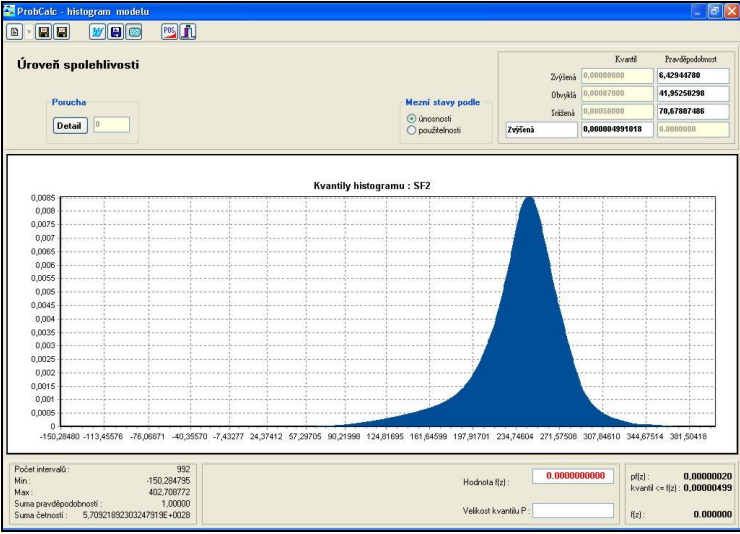 ProbCalc - histogram modelu
POS
Úroveň spolehlivosti
Porucha
Detail 0
Mezní stavy podle
únosnosti
použitelnosti
Kvantil Pravděpodobnost
Zvýšená 0,00000000 6,42944780
Obvyklá 0,00007000 41,95250298
Snížená 0,00050000 70,67807486
Zvýšená 0,000004991018 0.0000000
Kvantily histogramu : SF2
0,0085
0,008
0,0075
0,007
0,0065
0,006
0,0055
0,005
0,0045
0,004
0,0035
0,003
0,0025
0,002
0,0015
0,001
0,0005
0
-150,28480 -113,45576 -76,06871 -40,35570 -7,43277 24,37412 57,29705 90,21998 124,81695 161,64599 197,91701 234,74604 271,57508 307,84610 344,67514 381,50418
Počet intervalů : 992
Min : -150,284795
Max : 402,708772
Suma pravděpodobností : 1,00000
Suma četností : 5,70921892303247919E+0028
Hodnota f(z) : 0.0000000000
Velikost kvantilu P :
pf(z) : 0,00000020
kvantil <= f(z) : 0,00000499
f(z) : 0.000000